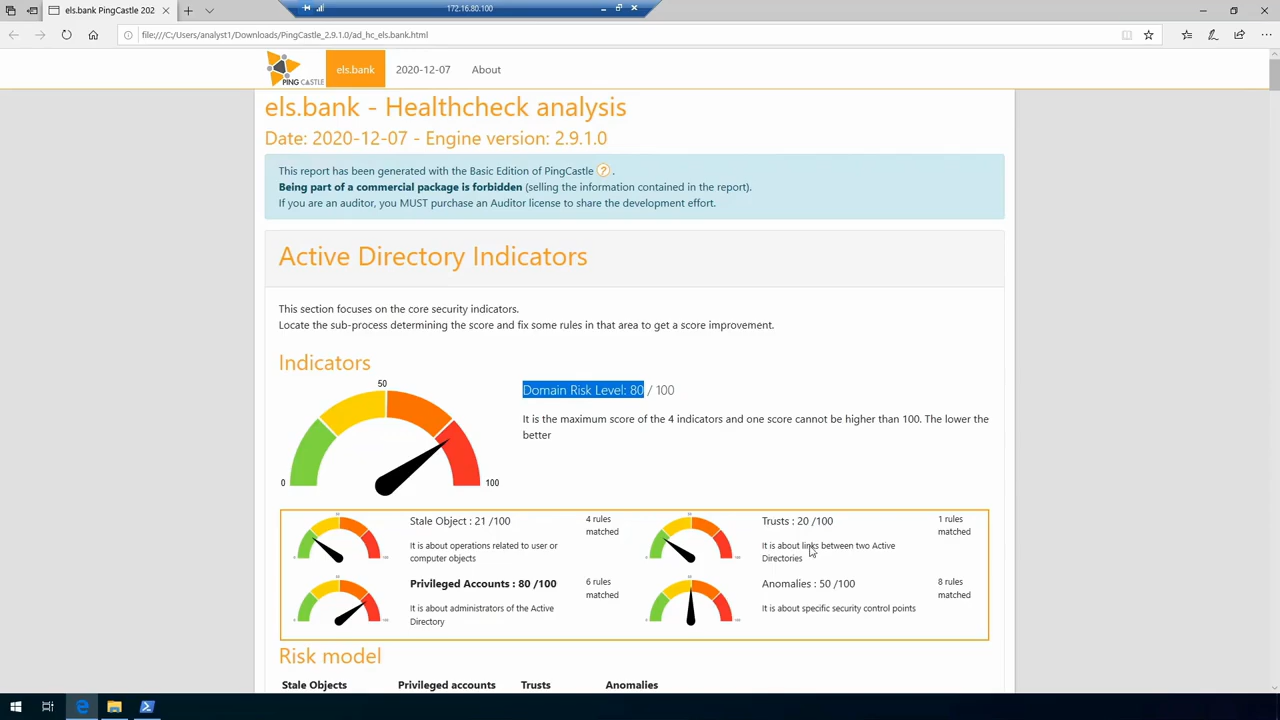 els.bank PingCastle 202
172.16.80.100
file:///C:/Users/analyst1/Downloads/PingCastle_2.9.1.0/ad_hc_els.bank.html
PING CASTLE
els.bank
2020-12-07
About
els.bank - Healthcheck analysis
Date: 2020-12-07 - Engine version: 2.9.1.0
This report has been generated with the Basic Edition of PingCastle ? .
Being part of a commercial package is forbidden (selling the information contained in the report).
If you are an auditor, you MUST purchase an Auditor license to share the development effort.
Active Directory Indicators
This section focuses on the core security indicators.
Locate the sub-process determining the score and fix some rules in that area to get a score improvement.
Indicators
50
0
100
Domain Risk Level: 80 / 100
It is the maximum score of the 4 indicators and one score cannot be higher than 100. The lower the
better
Stale Object : 21 /100
4 rules
matched
It is about operations related to user or
computer objects
Trusts : 20 /100
1 rules
matched
It is about links between two Active
Directories
Privileged Accounts : 80 /100
6 rules
matched
It is about administrators of the Active
Directory
Anomalies : 50 /100
8 rules
matched
It is about specific security control points
Risk model
Stale Objects
Privileged accounts
Trusts
Anomalies